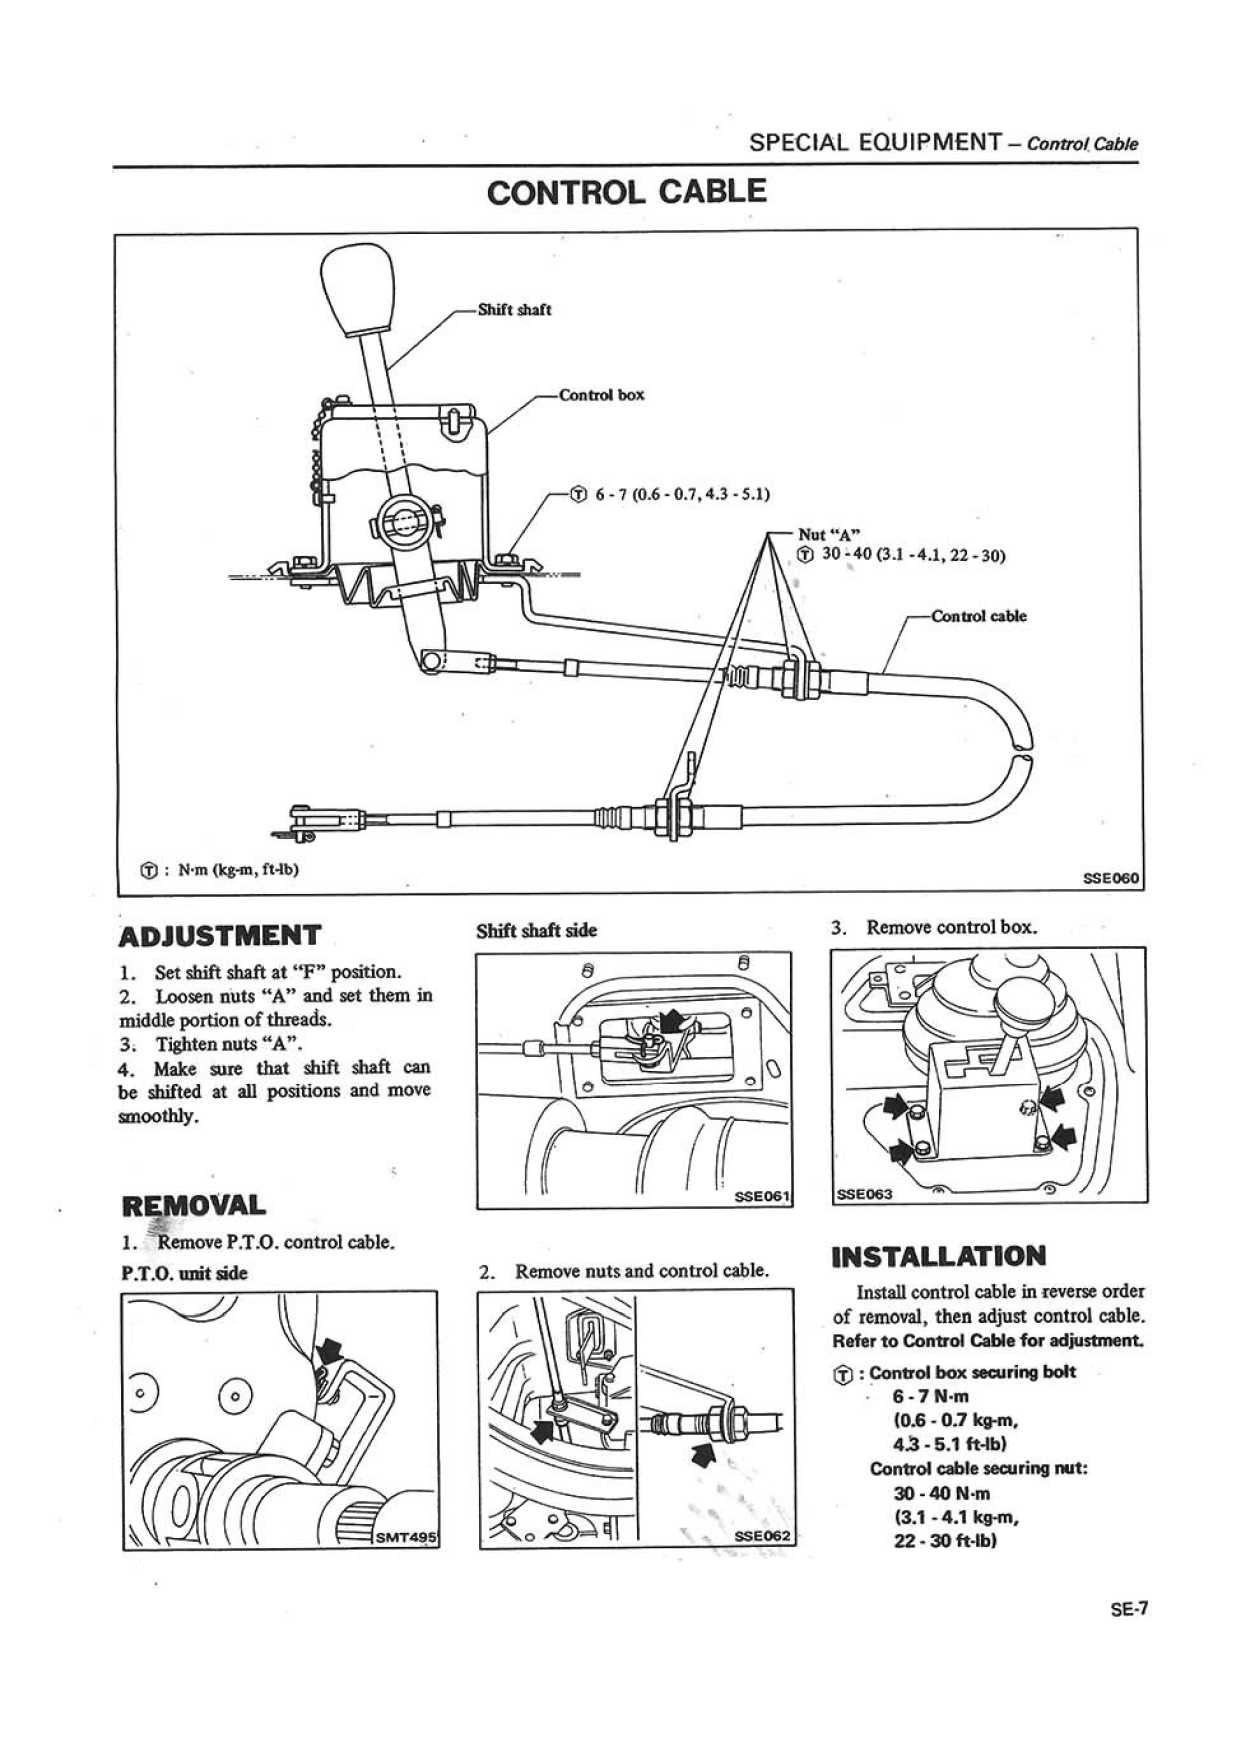 SPECIAL EQUIPMENT – Control Cable
CONTROL CABLE
Shift shaft
Control box
Ⓣ 6 - 7 (0.6 - 0.7, 4.3 - 5.1)
Nut “A”
Ⓣ 30 - 40 (3.1 - 4.1, 22 - 30)
Control cable
Ⓣ : N·m (kg-m, ft-lb)
SSE060
ADJUSTMENT
1. Set shift shaft at “F” position.
2. Loosen nuts “A” and set them in
middle portion of threads.
3. Tighten nuts “A”.
4. Make sure that shift shaft can
be shifted at all positions and move
smoothly.
REMOVAL
1. Remove P.T.O. control cable.
P.T.O. unit side
SMT495
Shift shaft side
SSE061
2. Remove nuts and control cable.
SSE062
3. Remove control box.
SSE063
INSTALLATION
Install control cable in reverse order
of removal, then adjust control cable.
Refer to Control Cable for adjustment.
Ⓣ : Control box securing bolt
6 - 7 N·m
(0.6 - 0.7 kg-m,
4.3 - 5.1 ft-lb)
Control cable securing nut:
30 - 40 N·m
(3.1 - 4.1 kg-m,
22 - 30 ft-lb)
SE-7